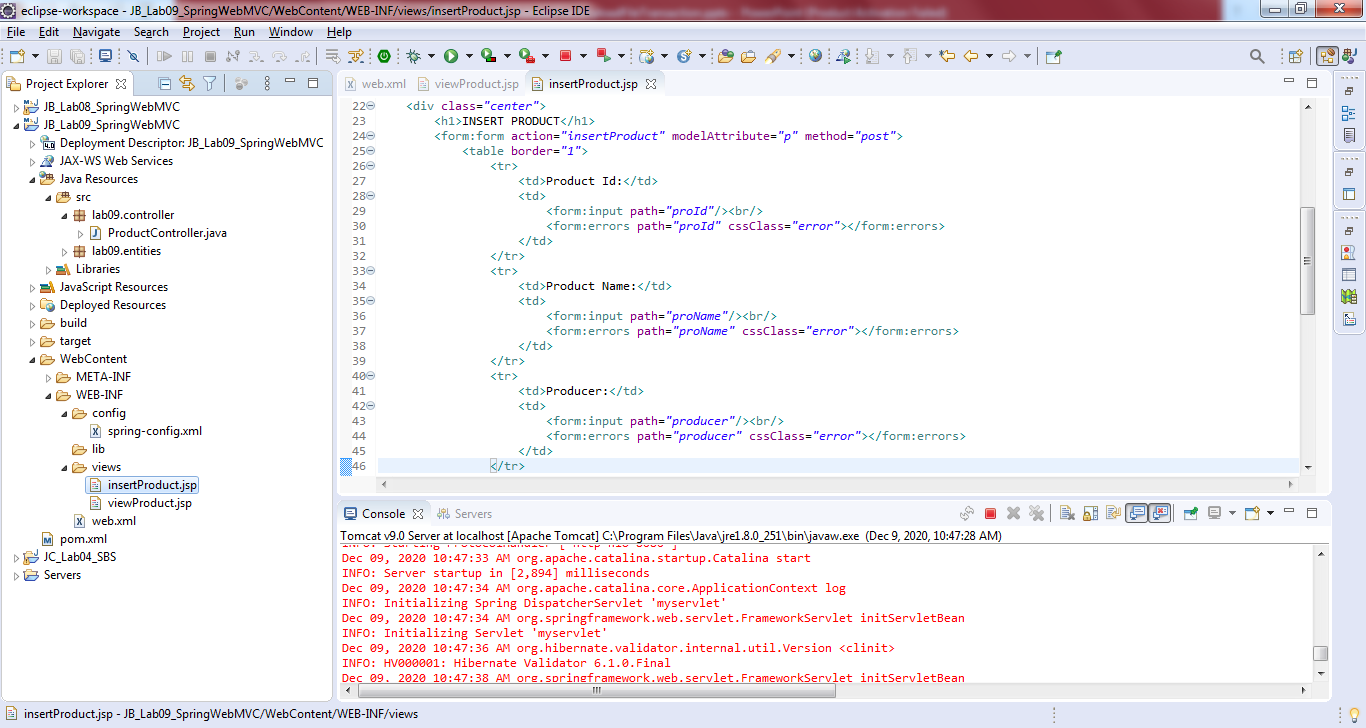 eclipse-workspace - JB_Lab09_SpringWebMVC/WebContent/WEB-INF/views/insertProduct.jsp - Eclipse IDE
File Edit Navigate Search Project Run Window Help
Project Explorer
JB_Lab08_SpringWebMVC
JB_Lab09_SpringWebMVC
Deployment Descriptor: JB_Lab09_SpringWebMVC
JAX-WS Web Services
Java Resources
src
lab09.controller
ProductController.java
lab09.entities
Libraries
JavaScript Resources
Deployed Resources
build
target
WebContent
META-INF
WEB-INF
config
spring-config.xml
lib
views
insertProduct.jsp
viewProduct.jsp
web.xml
pom.xml
JC_Lab04_SBS
Servers
web.xml viewProduct.jsp insertProduct.jsp
22 <div class="center">
23 <h1>INSERT PRODUCT</h1>
24 <form:form action="insertProduct" modelAttribute="p" method="post">
25 <table border="1">
26 <tr>
27 <td>Product Id:</td>
28 <td>
29 <form:input path="proId"/><br/>
30 <form:errors path="proId" cssClass="error"></form:errors>
31 </td>
32 </tr>
33 <tr>
34 <td>Product Name:</td>
35 <td>
36 <form:input path="proName"/><br/>
37 <form:errors path="proName" cssClass="error"></form:errors>
38 </td>
39 </tr>
40 <tr>
41 <td>Producer:</td>
42 <td>
43 <form:input path="producer"/><br/>
44 <form:errors path="producer" cssClass="error"></form:errors>
45 </td>
46 </tr>
Console Servers
Tomcat v9.0 Server at localhost [Apache Tomcat] C:\Program Files\Java\jre1.8.0_251\bin\javaw.exe (Dec 9, 2020, 10:47:28 AM)
INFO: Starting ProtocolHandler ["http-nio-8080"]
Dec 09, 2020 10:47:33 AM org.apache.catalina.startup.Catalina start
INFO: Server startup in [2,894] milliseconds
Dec 09, 2020 10:47:34 AM org.apache.catalina.core.ApplicationContext log
INFO: Initializing Spring DispatcherServlet 'myservlet'
Dec 09, 2020 10:47:34 AM org.springframework.web.servlet.FrameworkServlet initServletBean
INFO: Initializing Servlet 'myservlet'
Dec 09, 2020 10:47:36 AM org.hibernate.validator.internal.util.Version <clinit>
INFO: HV000001: Hibernate Validator 6.1.0.Final
Dec 09, 2020 10:47:38 AM org.springframework.web.servlet.FrameworkServlet initServletBean
insertProduct.jsp - JB_Lab09_SpringWebMVC/WebContent/WEB-INF/views